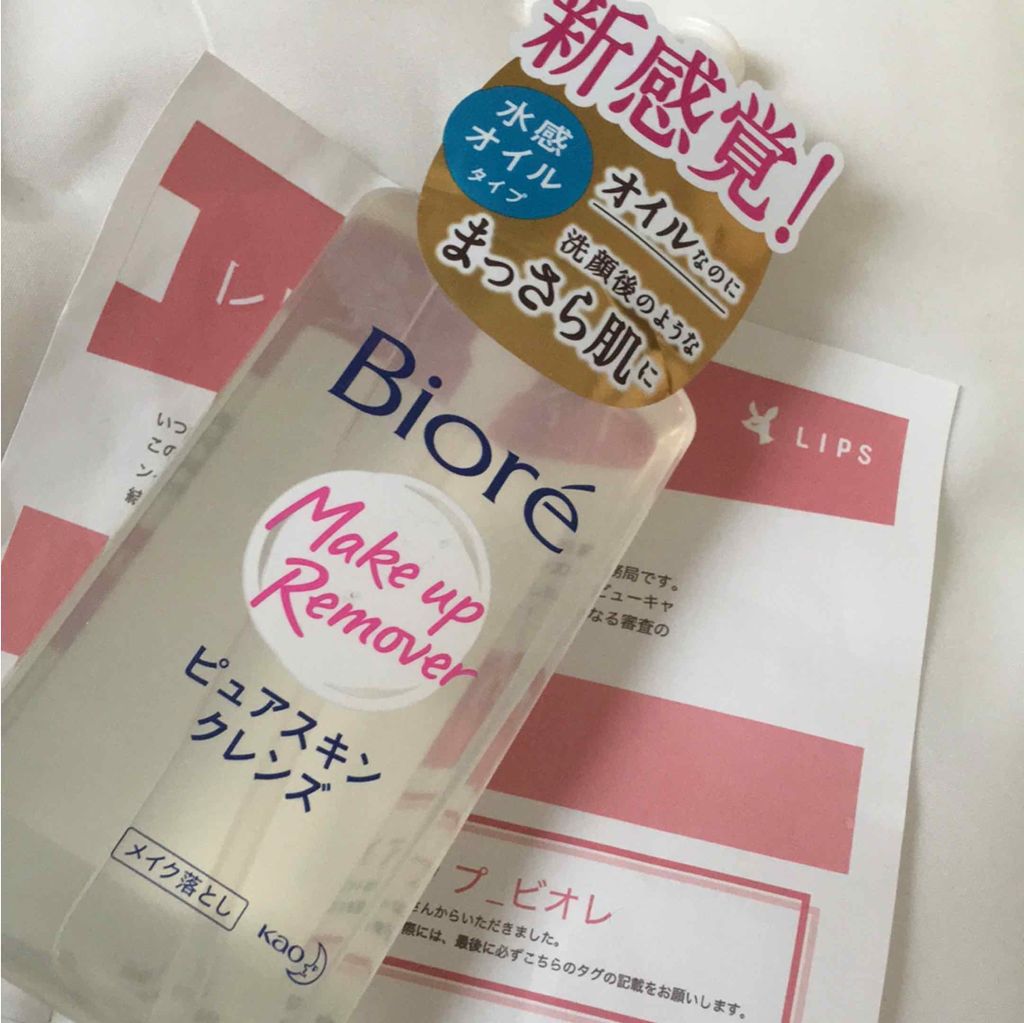 新感覚!
水感
オイル
タイプ
オイルなのに
洗顔後のような
まっさら肌に
Bioré
Make up
Remover
ピュアスキン
クレンズ
メイク落とし
Kao
LIPS
いつ
この
ン
務局です。
ビューキャ
なる審査の
プ_ビオレ
さんからいただきました。
際には、最後に必ずこちらのタグの記載をお願いします。